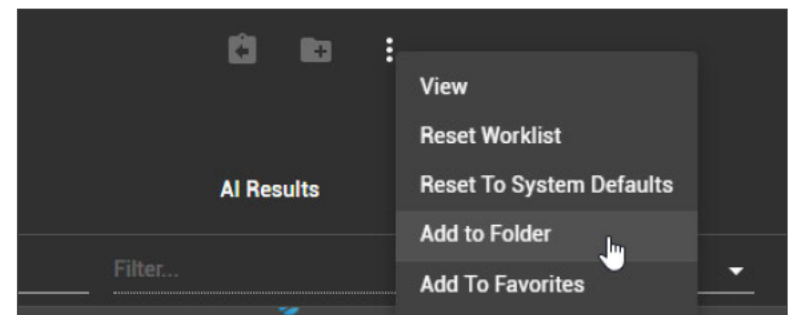 View
Reset Worklist
AI Results
Reset To System Defaults
Add to Folder
Filter...
Add To Favorites